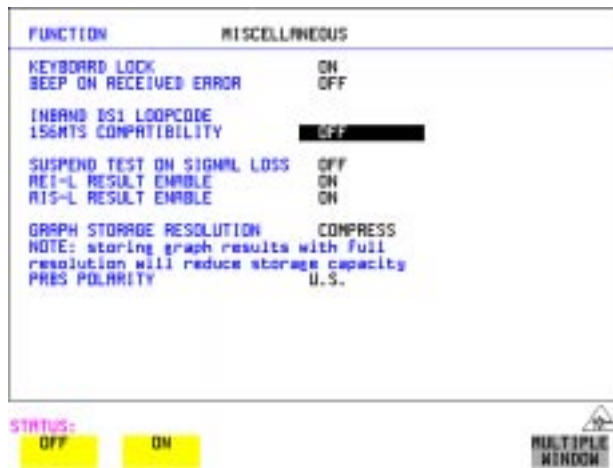 FUNCTION MISCELLANEOUS
KEYBOARD LOCK ON
BEEP ON RECEIVED ERROR OFF
INBAND DS1 LOOPCODE
156MTS COMPATIBILITY OFF
SUSPEND TEST ON SIGNAL LOSS OFF
REI-L RESULT ENABLE ON
AIS-L RESULT ENABLE ON
GRAPH STORAGE RESOLUTION COMPRESS
NOTE: storing graph results with full
resolution will reduce storage capacity
PRBS POLARITY U.S.
STATUS:
OFF ON MULTIPLE
WINDOW